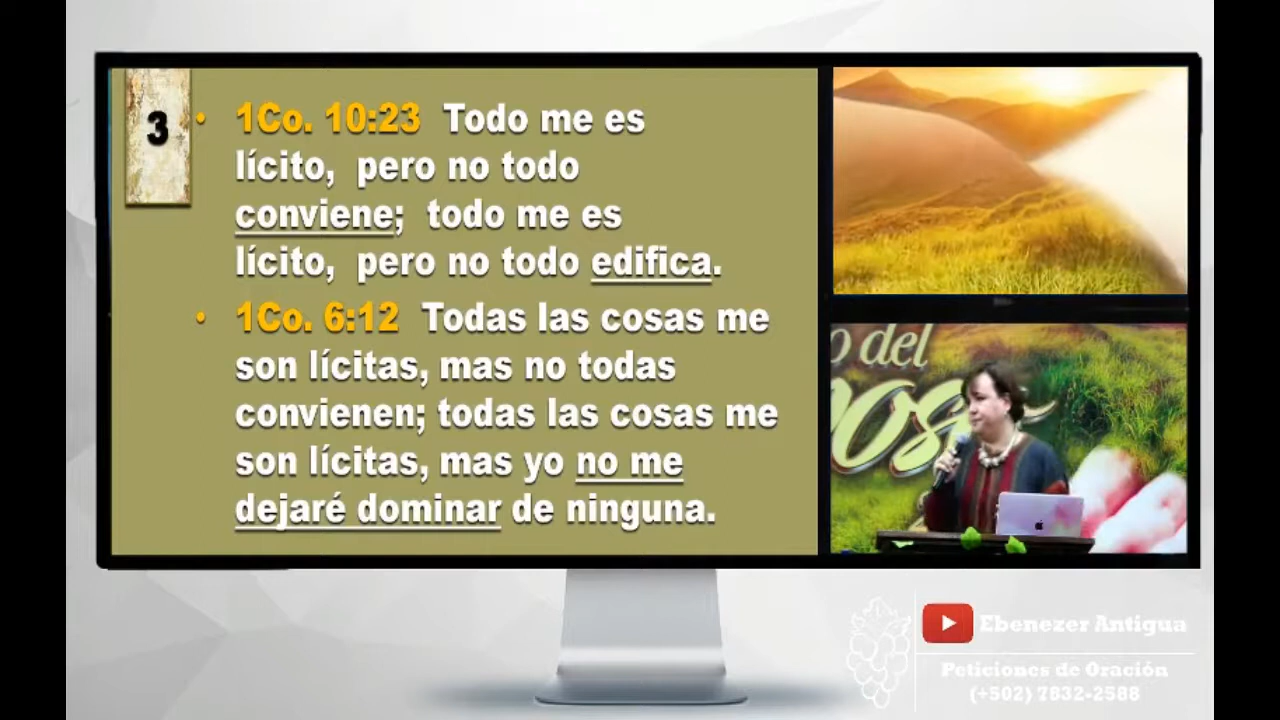 3
• 1Co. 10:23 Todo me es
lícito, pero no todo
conviene; todo me es
lícito, pero no todo edifica.
• 1Co. 6:12 Todas las cosas me
son lícitas, mas no todas
convienen; todas las cosas me
son lícitas, mas yo no me
dejaré dominar de ninguna.
o del
os
Ebenezer Antigua
Peticiones de Oración
(+502) 7832-2588